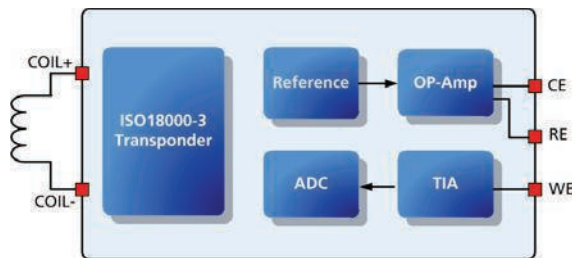 COIL+
ISO18000-3
Transponder
COIL-
Reference
OP-Amp
CE
RE
ADC
TIA
WE